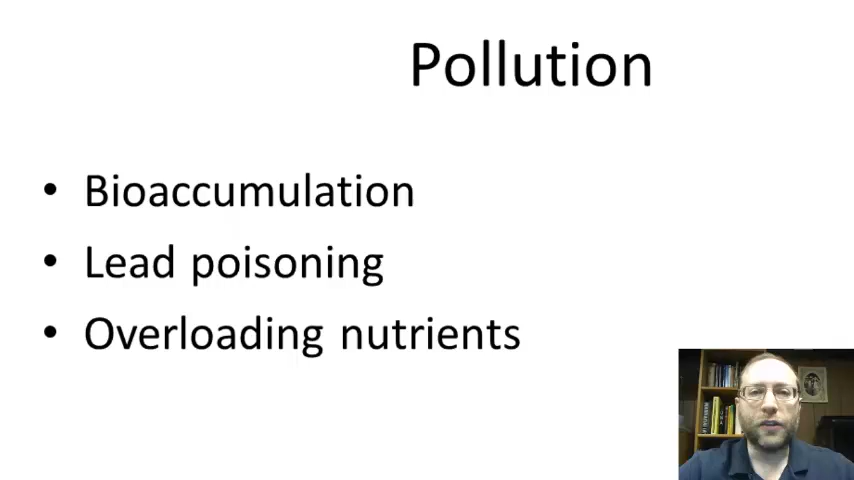 Pollution
• Bioaccumulation
• Lead poisoning
• Overloading nutrients